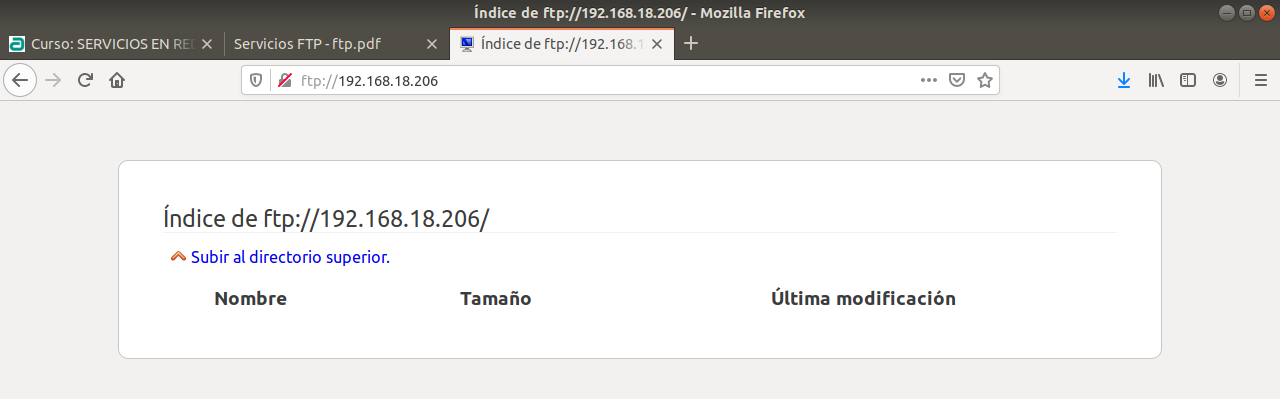 Índice de ftp://192.168.18.206/ - Mozilla Firefox
Curso: SERVICIOS EN RED
Servicios FTP - ftp.pdf
Índice de ftp://192.168.1
ftp://192.168.18.206
Índice de ftp://192.168.18.206/
Subir al directorio superior.
Nombre Tamaño Última modificación